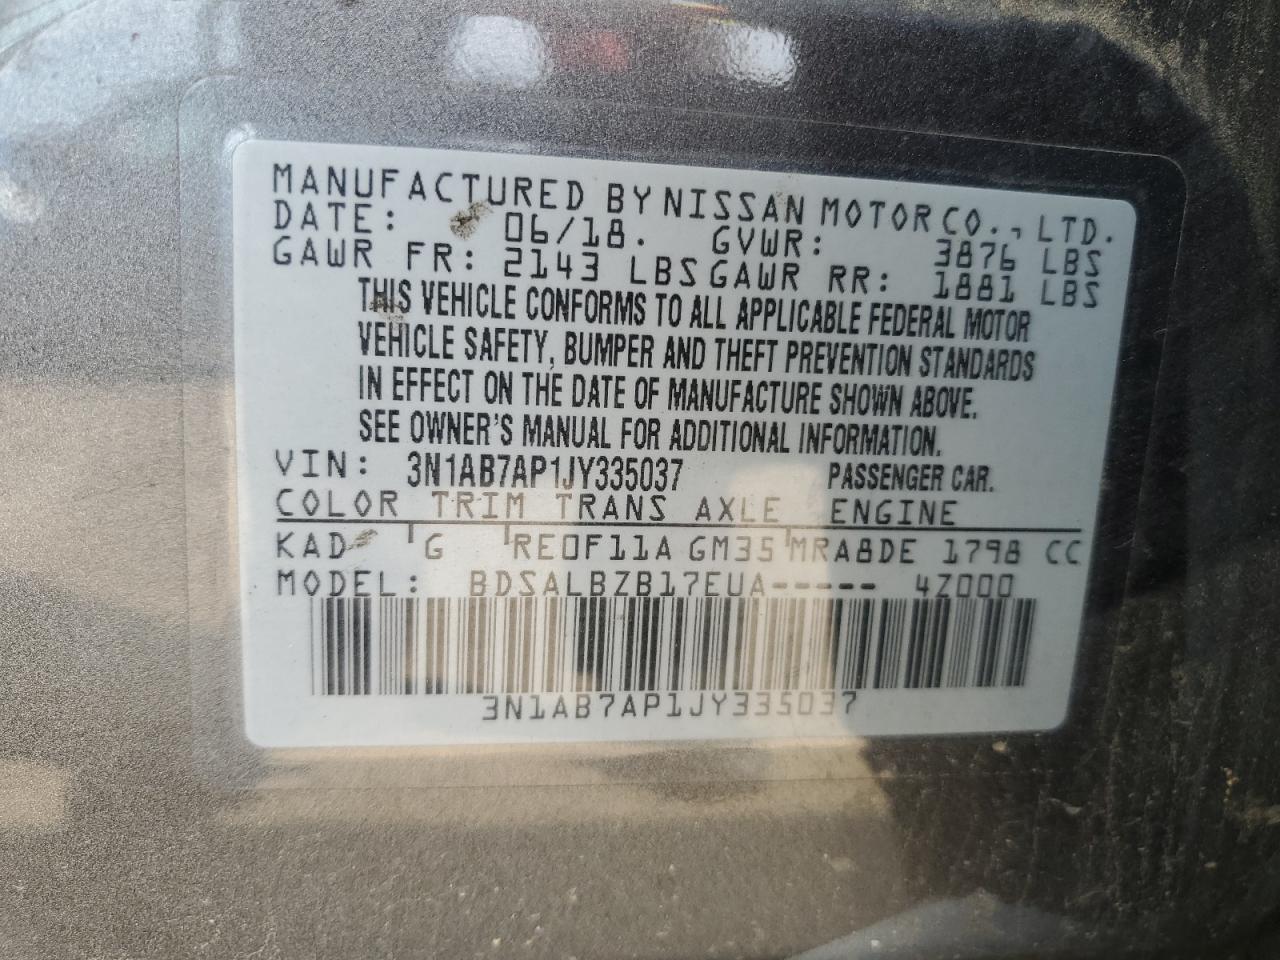 MANUFACTURED BY NISSAN MOTOR CO., LTD.
DATE: 06/18. GVWR: 3876 LBS
GAWR FR: 2143 LBS GAWR RR: 1881 LBS
THIS VEHICLE CONFORMS TO ALL APPLICABLE FEDERAL MOTOR
VEHICLE SAFETY, BUMPER AND THEFT PREVENTION STANDARDS
IN EFFECT ON THE DATE OF MANUFACTURE SHOWN ABOVE.
SEE OWNER'S MANUAL FOR ADDITIONAL INFORMATION.
VIN: 3N1AB7AP1JY335037 PASSENGER CAR.
COLOR TRIM TRANS AXLE ENGINE
KAD G RE0F11A GM35 MRA8DE 1798 CC
MODEL: BDSALBZB17EUA----- 4Z000
3N1AB7AP1JY335037